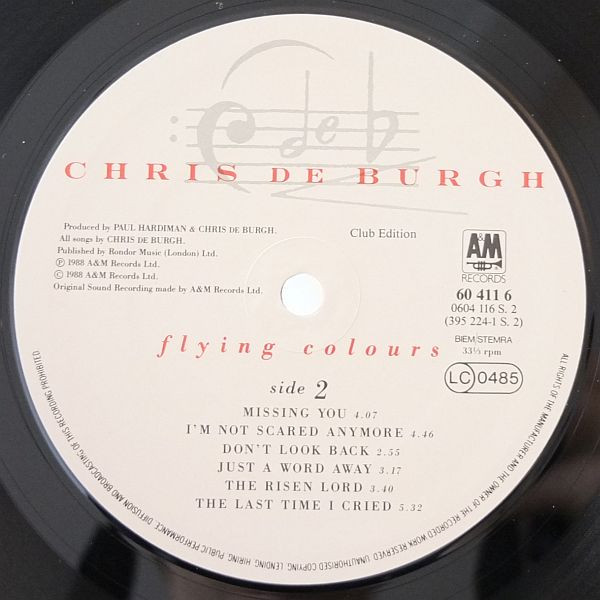 C de b
CHRIS DE BURGH
Produced by PAUL HARDIMAN & CHRIS DE BURGH.
All songs by CHRIS DE BURGH.
Published by Rondor Music (London) Ltd.
℗ 1988 A&M Records Ltd.
© 1988 A&M Records Ltd.
Original Sound Recording made by A&M Records Ltd.
Club Edition
A&M
RECORDS
60 411 6
0604 116 S. 2
(395 224-1 S. 2)
BIEM/STEMRA
33⅓ rpm
LC 0485
flying colours
side 2
MISSING YOU 4.07
I'M NOT SCARED ANYMORE 4.46
DON'T LOOK BACK 2.55
JUST A WORD AWAY 3.17
THE RISEN LORD 3.40
THE LAST TIME I CRIED 5.32
ALL RIGHTS OF THE MANUFACTURER AND THE OWNER OF THE RECORDED WORK RESERVED. UNAUTHORISED COPYING, LENDING, HIRING, PUBLIC PERFORMANCE, DIFFUSION AND BROADCASTING OF THIS RECORDING PROHIBITED